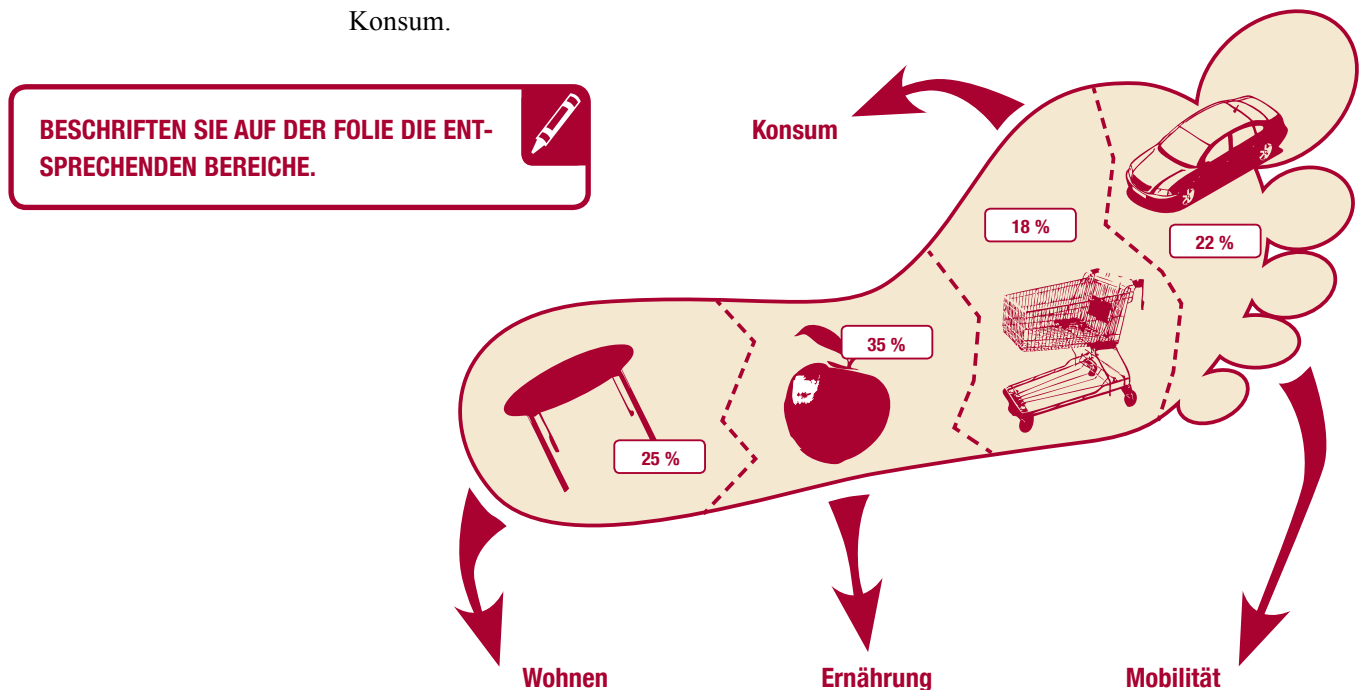 Konsum.
BESCHRIFTEN SIE AUF DER FOLIE DIE ENT-
SPRECHENDEN BEREICHE.
Konsum
18 %
22 %
35 %
25 %
Wohnen
Ernährung
Mobilität